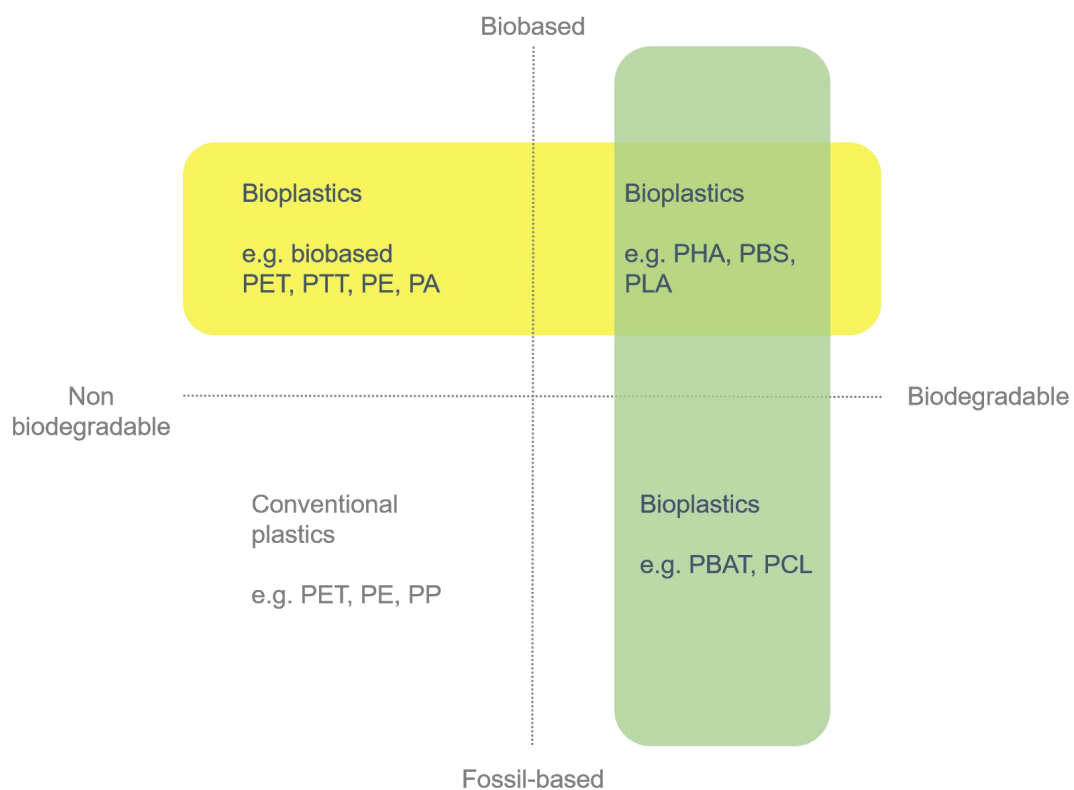 Biobased
Bioplastics
e.g. biobased
PET, PTT, PE, PA
Bioplastics
e.g. PHA, PBS,
PLA
Non
biodegradable
Biodegradable
Conventional
plastics
e.g. PET, PE, PP
Bioplastics
e.g. PBAT, PCL
Fossil-based